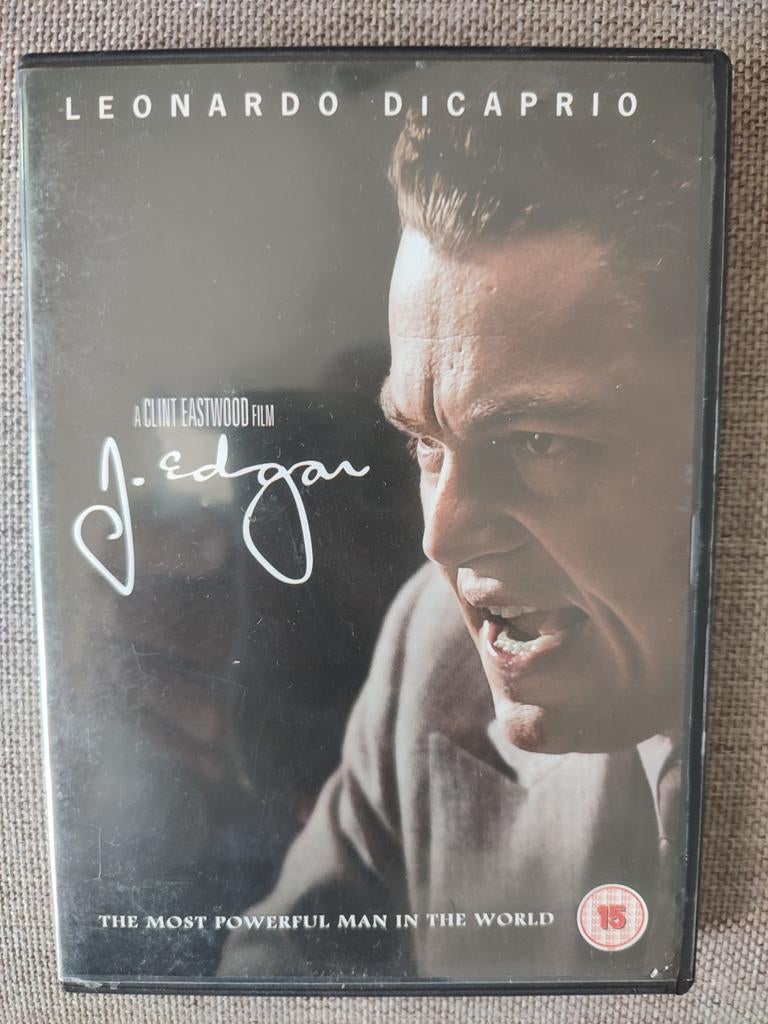 LEONARDO DiCAPRIO
A CLINT EASTWOOD FILM
J. Edgar
THE MOST POWERFUL MAN IN THE WORLD
15